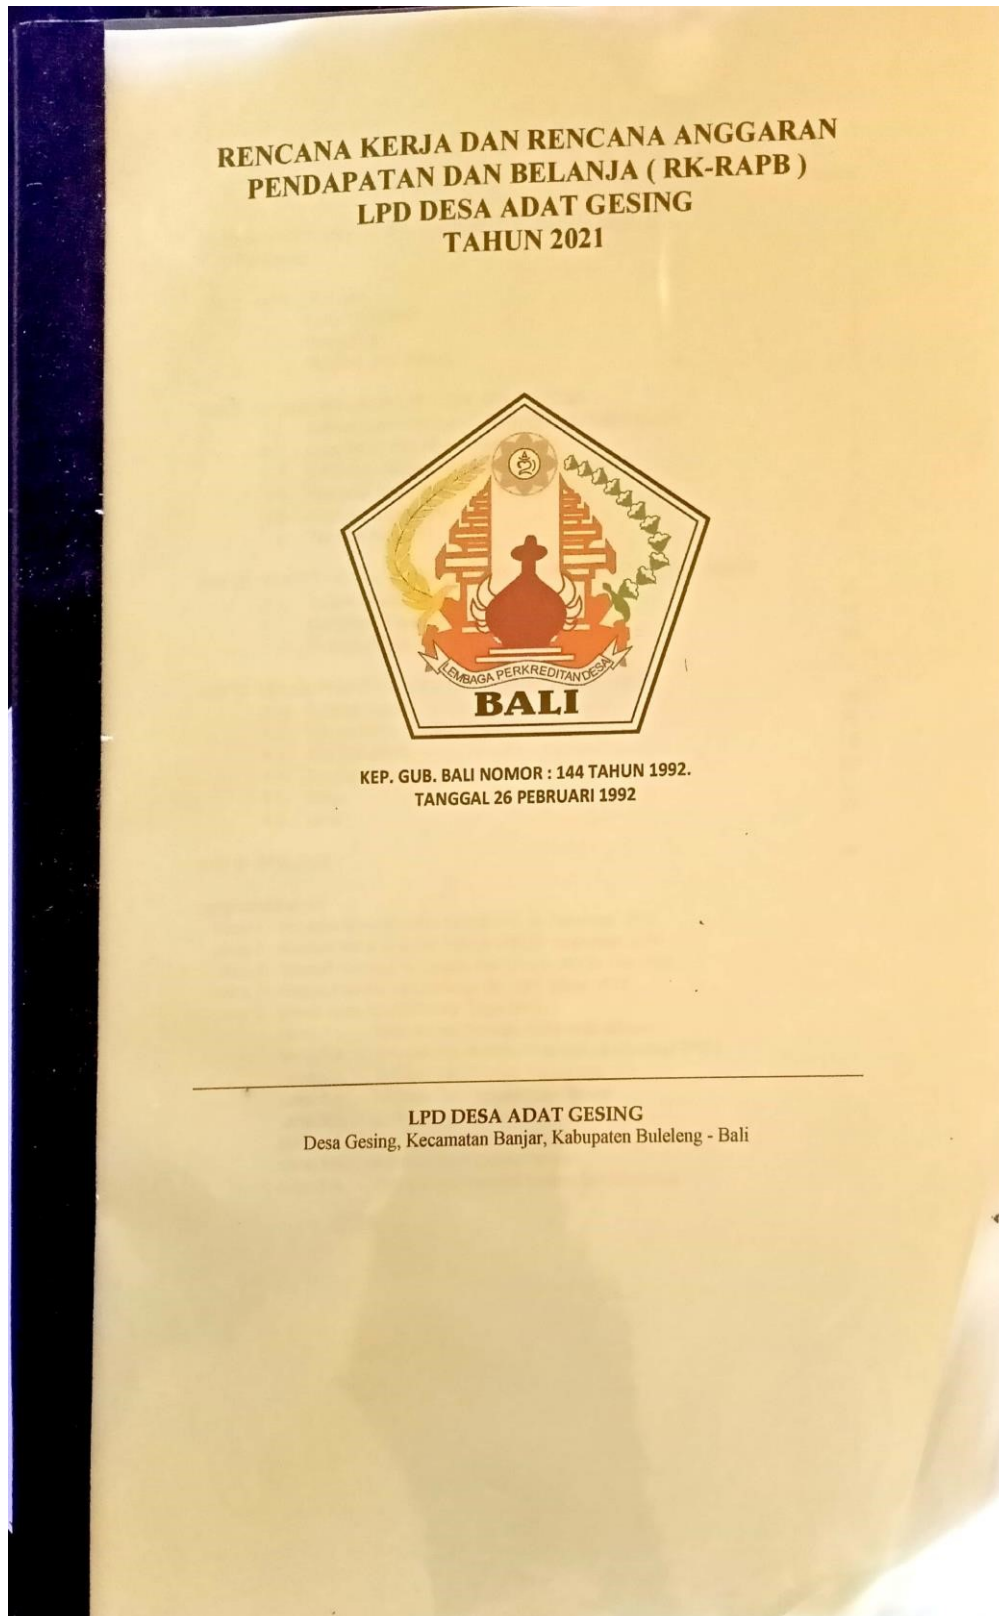 RENCANA KERJA DAN RENCANA ANGGARAN
PENDAPATAN DAN BELANJA ( RK-RAPB )
LPD DESA ADAT GESING
TAHUN 2021
LEMBAGA PERKREDITAN DESA
BALI
KEP. GUB. BALI NOMOR : 144 TAHUN 1992.
TANGGAL 26 PEBRUARI 1992
LPD DESA ADAT GESING
Desa Gesing, Kecamatan Banjar, Kabupaten Buleleng - Bali